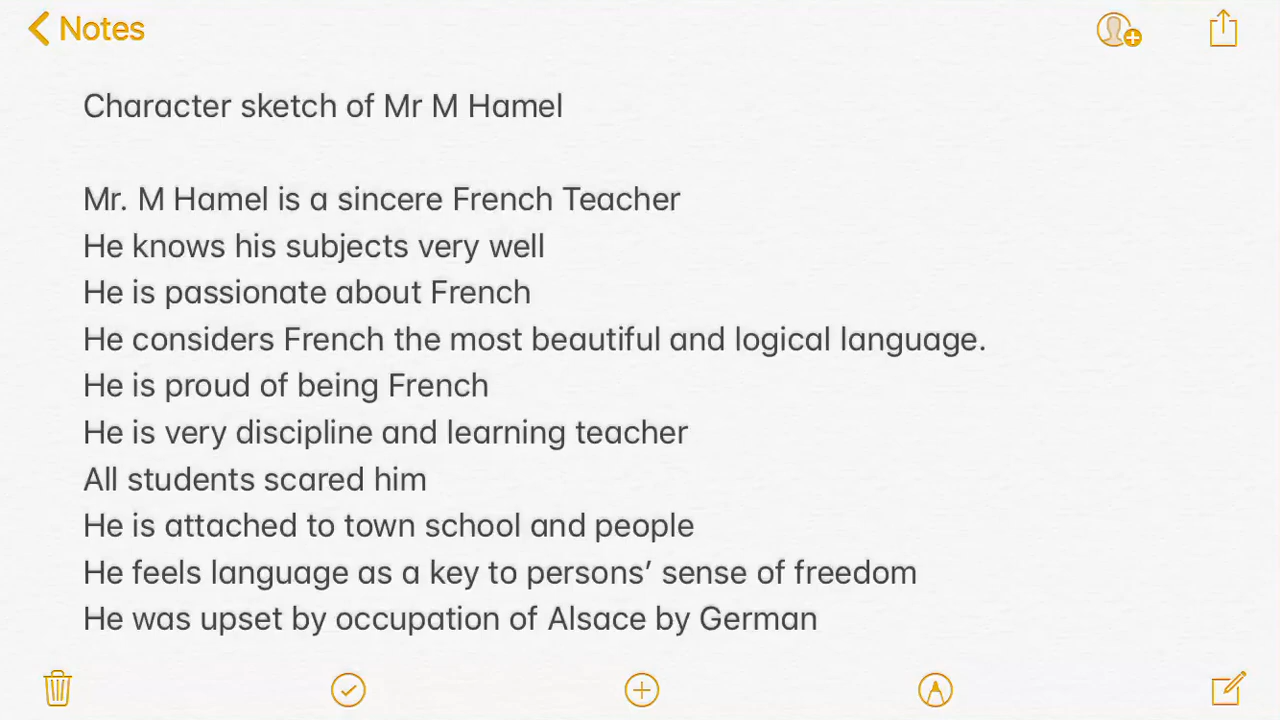 Notes
Character sketch of Mr M Hamel
Mr. M Hamel is a sincere French Teacher
He knows his subjects very well
He is passionate about French
He considers French the most beautiful and logical language.
He is proud of being French
He is very discipline and learning teacher
All students scared him
He is attached to town school and people
He feels language as a key to persons’ sense of freedom
He was upset by occupation of Alsace by German